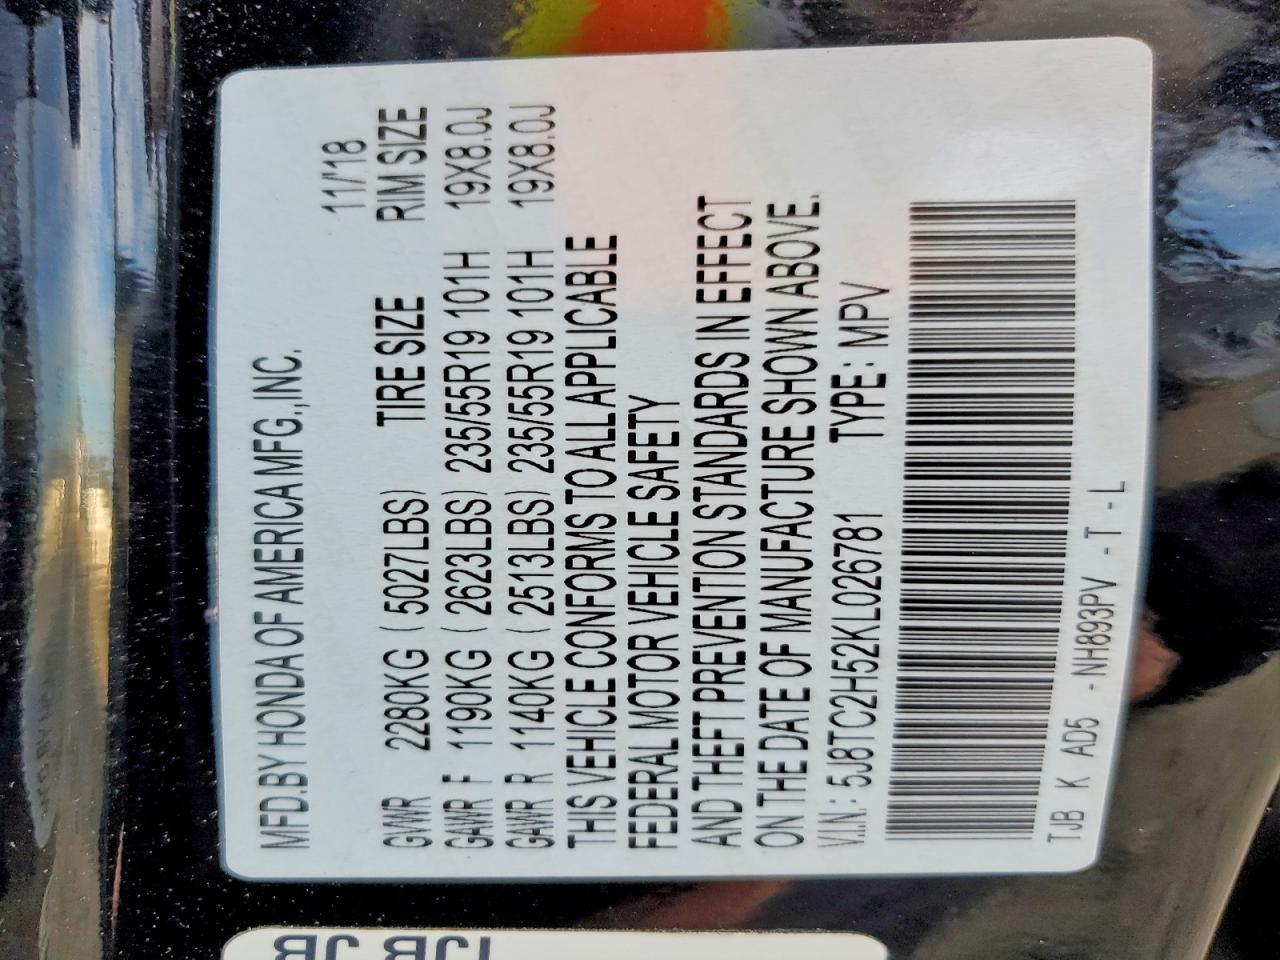 MFD.BY HONDA OF AMERICA MFG.,INC.
11/'18
GVWR 2280KG ( 5027LBS) TIRE SIZE RIM SIZE
GAWR F 1190KG ( 2623LBS) 235/55R19 101H 19X8.0J
GAWR R 1140KG ( 2513LBS) 235/55R19 101H 19X8.0J
THIS VEHICLE CONFORMS TO ALL APPLICABLE
FEDERAL MOTOR VEHICLE SAFETY
AND THEFT PREVENTION STANDARDS IN EFFECT
ON THE DATE OF MANUFACTURE SHOWN ABOVE.
V.I.N.: 5J8TC2H52KL026781 TYPE: MPV
TJB K AD5 -NH893PV -T -L
TJB JB